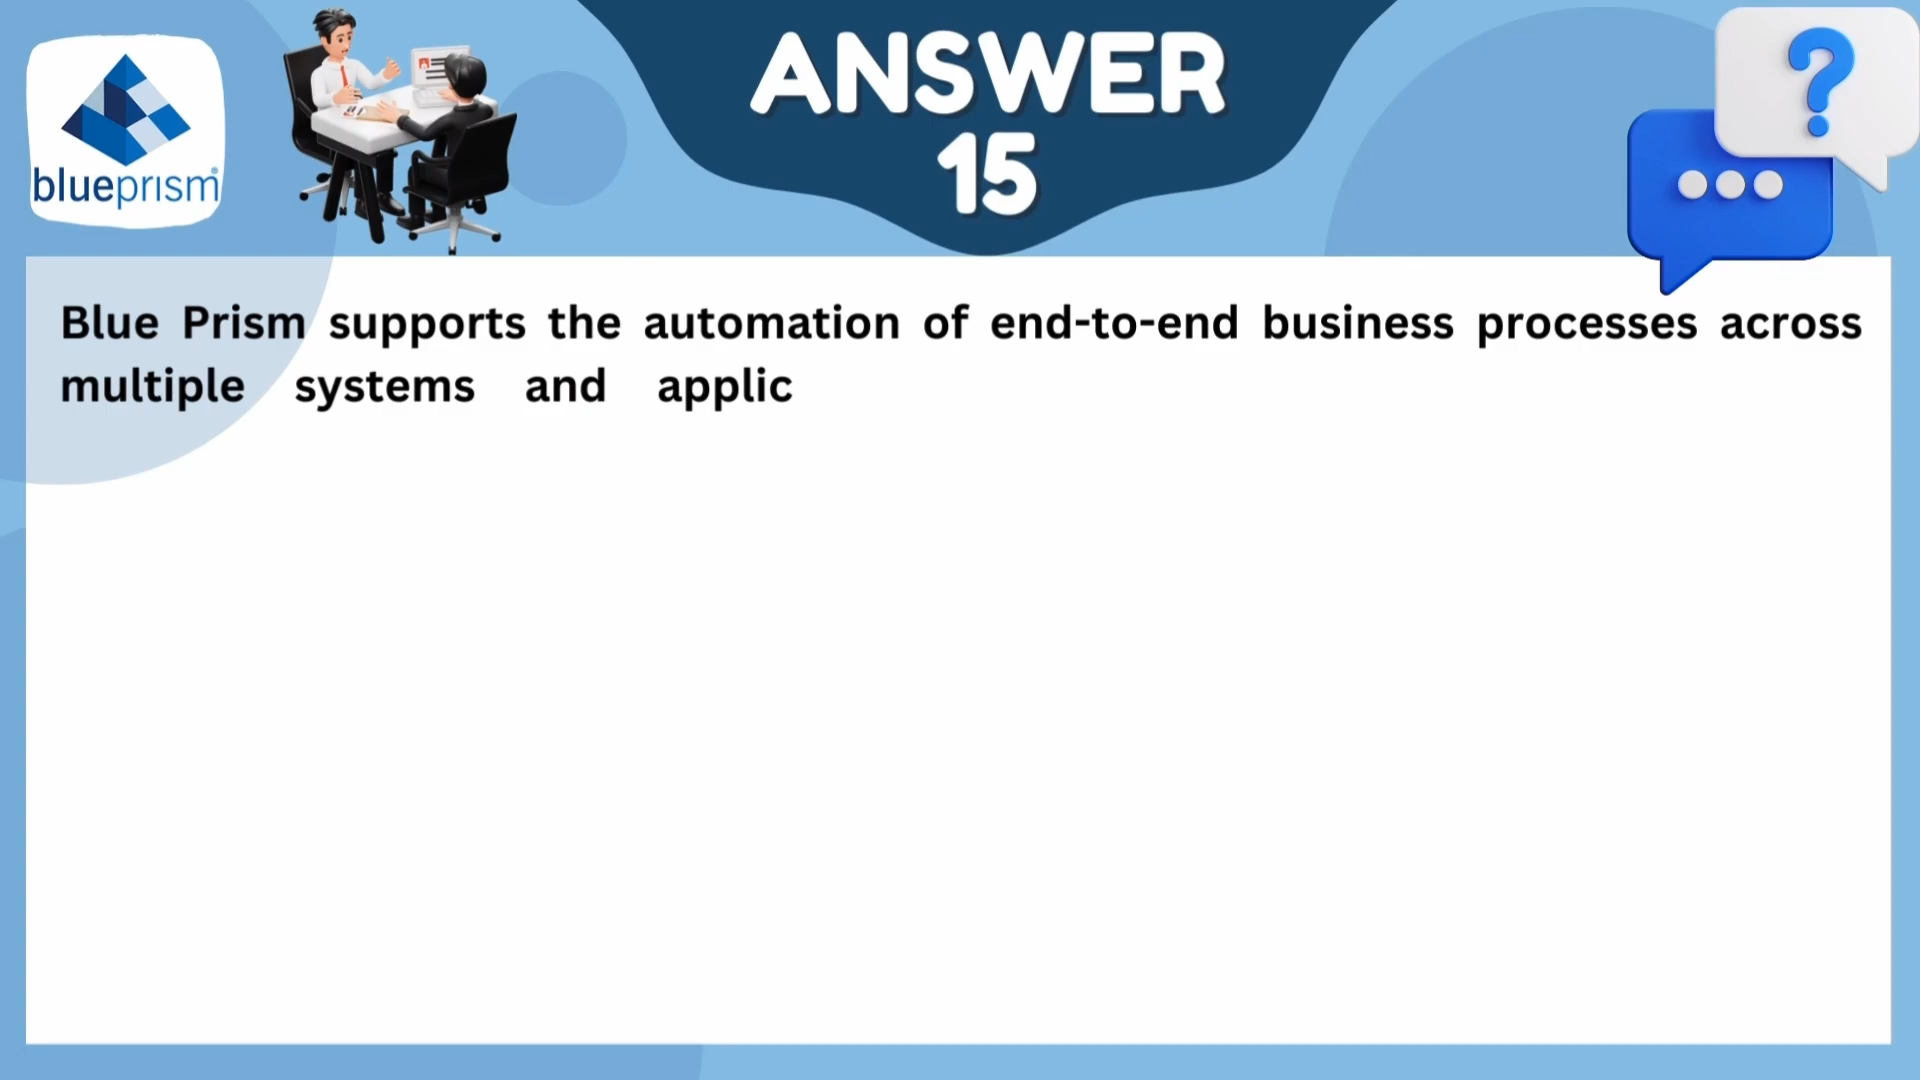 blueprism
ANSWER
15
Blue Prism supports the automation of end-to-end business processes across
multiple systems and applic